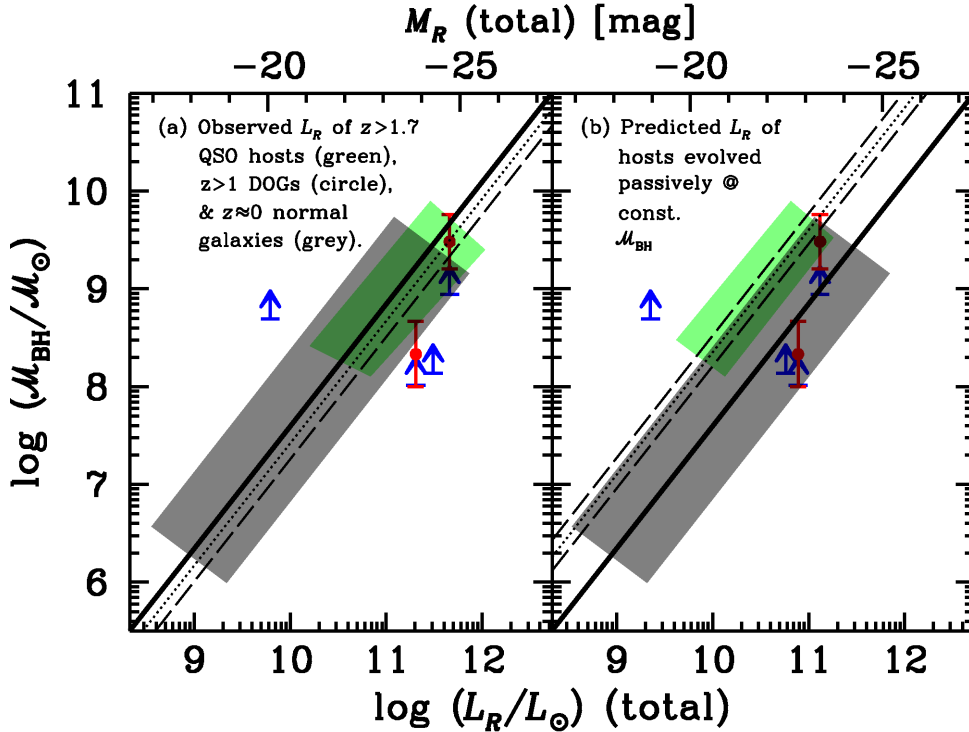 M_R (total) [mag]
−20 −25 −20 −25
11
(a) Observed L_R of z>1.7
QSO hosts (green),
z>1 DOGs (circle),
& z≈0 normal
galaxies (grey).
(b) Predicted L_R of
hosts evolved
passively @
const.
ℳ_BH
10
9
8
7
6
log (ℳ_BH/ℳ_⊙)
9 10 11 12 9 10 11 12
log (L_R/L_⊙) (total)